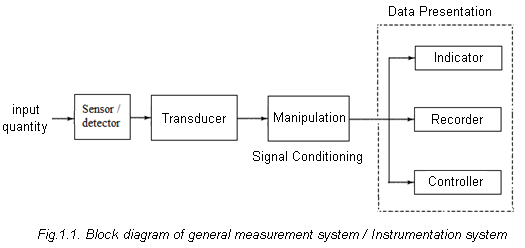 Data Presentation
Indicator
input
quantity
Sensor /
detector
Transducer
Manipulation
Recorder
Signal Conditioning
Controller
Fig.1.1. Block diagram of general measurement system / Instrumentation system